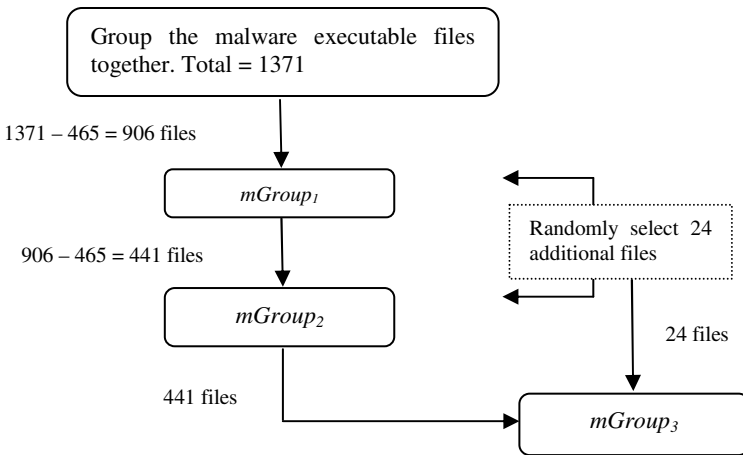 Group the malware executable files
together. Total = 1371
1371 – 465 = 906 files
mGroup₁
Randomly select 24
additional files
906 – 465 = 441 files
mGroup₂
24 files
441 files
mGroup₃